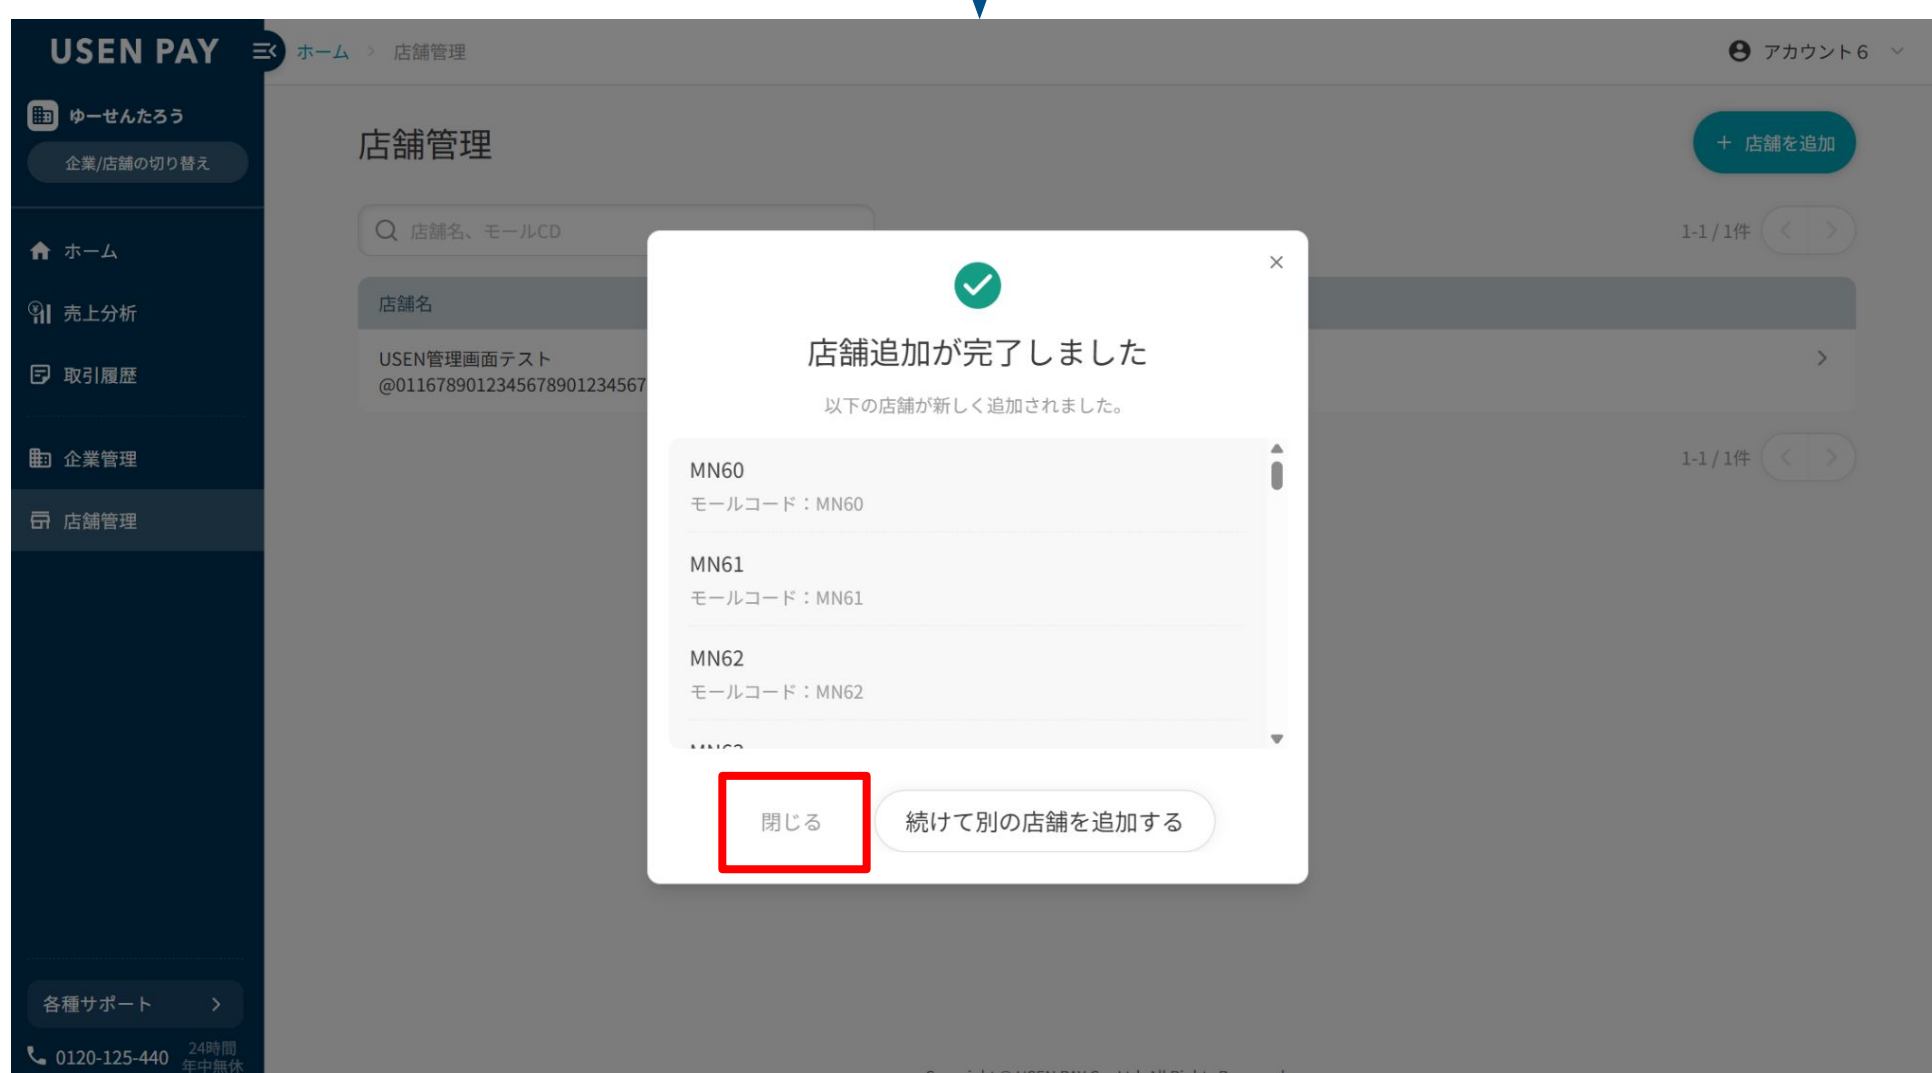 USEN PAY
ホーム > 店舗管理
アカウント6
ゆーせんたろう
企業/店舗の切り替え
ホーム
売上分析
取引履歴
企業管理
店舗管理
各種サポート
0120-125-440
24時間
年中無休
店舗管理
+ 店舗を追加
店舗名、モールCD
1-1 / 1件
店舗名
USEN管理画面テスト
@0116789012345678901234567
1-1 / 1件
店舗追加が完了しました
以下の店舗が新しく追加されました。
MN60
モールコード：MN60
MN61
モールコード：MN61
MN62
モールコード：MN62
閉じる
続けて別の店舗を追加する